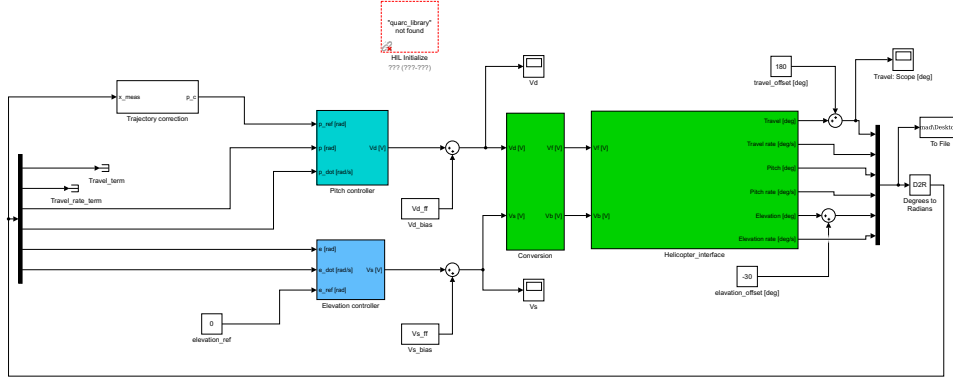 "quarc_library"
not found
HIL Initialize
??? (???-???)
Vd
180
travel_offset [deg]
Travel: Scope [deg]
x_meas
p_c
Trajectory correction
p_ref [rad]
p [rad]
p_dot [rad/s]
Vd [V]
Pitch controller
Vd [V]
Vs [V]
Vf [V]
Vb [V]
Conversion
Vf [V]
Vb [V]
Travel [deg]
Travel rate [deg/s]
Pitch [deg]
Pitch rate [deg/s]
Elevation [deg]
Elevation rate [deg/s]
Helicopter_interface
nad\Deskto
To File
D2R
Degrees to
Radians
Travel_term
Travel_rate_term
Vd_ff
Vd_bias
e [rad]
e_dot [rad/s]
e_ref [rad]
Vs [V]
Elevation controller
-30
elavation_offset [deg]
Vs
0
elevation_ref
Vs_ff
Vs_bias